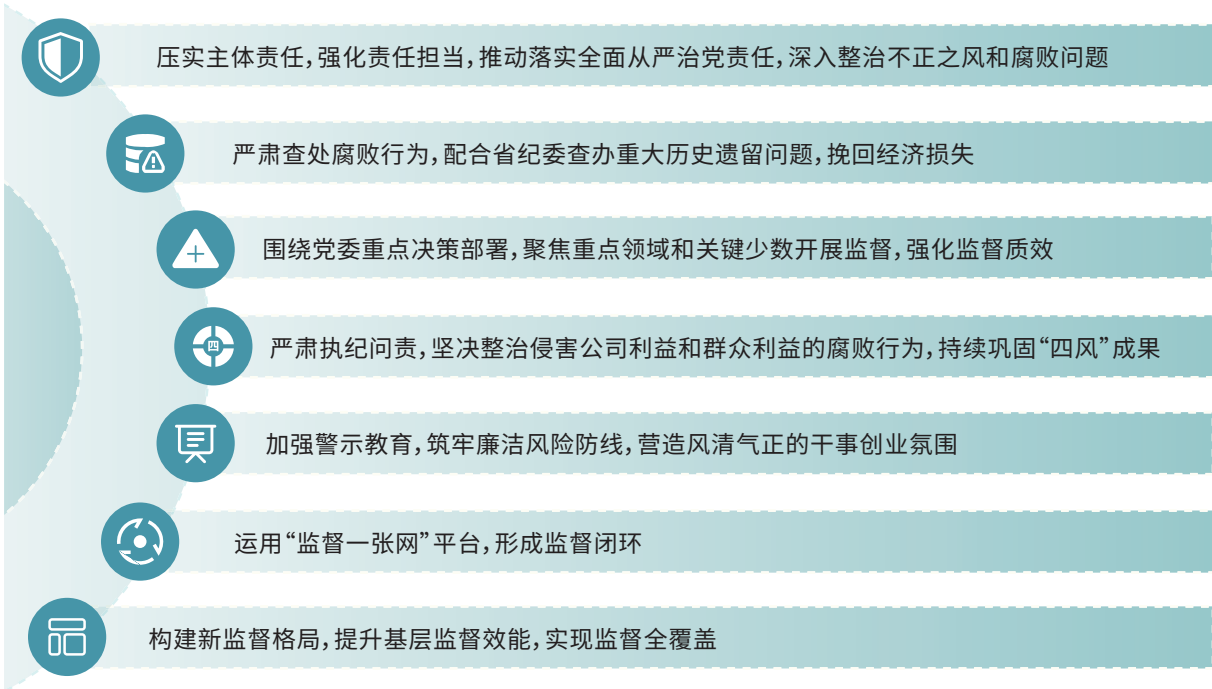 压实主体责任，强化责任担当，推动落实全面从严治党责任，深入整治不正之风和腐败问题
严肃查处腐败行为，配合省纪委查办重大历史遗留问题，挽回经济损失
围绕党委重点决策部署，聚焦重点领域和关键少数开展监督，强化监督质效
四
严肃执纪问责，坚决整治侵害公司利益和群众利益的腐败行为，持续巩固“四风”成果
加强警示教育，筑牢廉洁风险防线，营造风清气正的干事创业氛围
运用“监督一张网”平台，形成监督闭环
构建新监督格局，提升基层监督效能，实现监督全覆盖